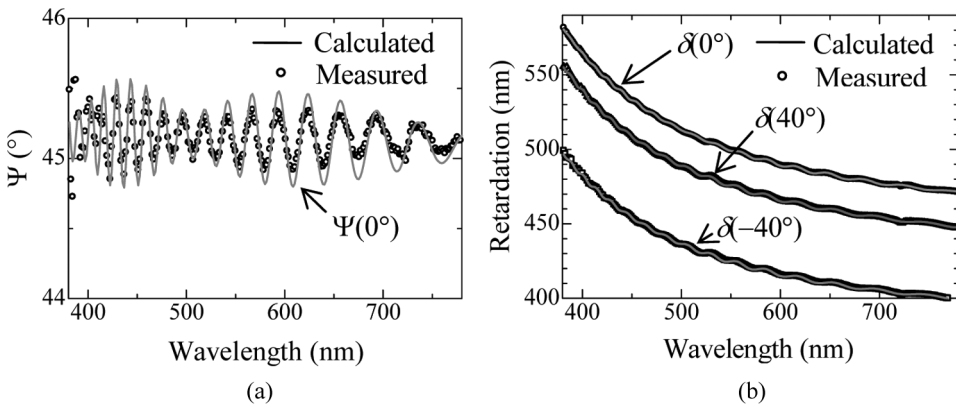 46
45
44
Ψ (°)
Calculated
Measured
Ψ(0°)
400 500 600 700
Wavelength (nm)
(a)
550
500
450
400
Retardation (nm)
δ(0°)
Calculated
Measured
δ(40°)
δ(−40°)
400 500 600 700
Wavelength (nm)
(b)